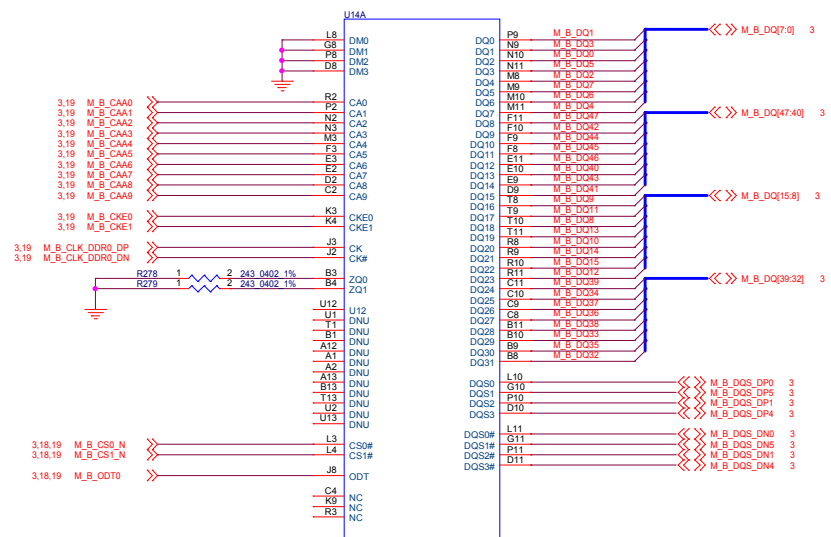 U14A
L8 DM0
G8 DM1
P8 DM2
D8 DM3
3,19 M_B_CAA0 R2 CA0
3,19 M_B_CAA1 P2 CA1
3,19 M_B_CAA2 N2 CA2
3,19 M_B_CAA3 N3 CA3
3,19 M_B_CAA4 M3 CA4
3,19 M_B_CAA5 F3 CA5
3,19 M_B_CAA6 E3 CA6
3,19 M_B_CAA7 E2 CA7
3,19 M_B_CAA8 D2 CA8
3,19 M_B_CAA9 C2 CA9
3,19 M_B_CKE0 K3 CKE0
3,19 M_B_CKE1 K4 CKE1
3,19 M_B_CLK_DDR0_DP J3 CK
3,19 M_B_CLK_DDR0_DN J2 CK#
R278 1 2 243_0402_1% B3 ZQ0
R279 1 2 243_0402_1% B4 ZQ1
U12 U12
U1 DNU
T1 DNU
B1 DNU
A12 DNU
A1 DNU
A2 DNU
A13 DNU
B13 DNU
T13 DNU
U2 DNU
U13 DNU
3,18,19 M_B_CS0_N L3 CS0#
3,18,19 M_B_CS1_N L4 CS1#
3,18,19 M_B_ODT0 J8 ODT
C4 NC
K9 NC
R3 NC
DQ0 P9 M_B_DQ1
DQ1 N9 M_B_DQ3
DQ2 N10 M_B_DQ0
DQ3 N11 M_B_DQ5
DQ4 M8 M_B_DQ2
DQ5 M9 M_B_DQ7
DQ6 M10 M_B_DQ6
DQ7 M11 M_B_DQ4
DQ8 F11 M_B_DQ47
DQ9 F10 M_B_DQ42
DQ10 F9 M_B_DQ44
DQ11 F8 M_B_DQ45
DQ12 E11 M_B_DQ46
DQ13 E10 M_B_DQ40
DQ14 E9 M_B_DQ43
DQ15 D9 M_B_DQ41
DQ16 T8 M_B_DQ9
DQ17 T9 M_B_DQ11
DQ18 T10 M_B_DQ8
DQ19 T11 M_B_DQ13
DQ20 R8 M_B_DQ10
DQ21 R9 M_B_DQ14
DQ22 R10 M_B_DQ15
DQ23 R11 M_B_DQ12
DQ24 C11 M_B_DQ39
DQ25 C10 M_B_DQ34
DQ26 C9 M_B_DQ37
DQ27 C8 M_B_DQ36
DQ28 B11 M_B_DQ38
DQ29 B10 M_B_DQ33
DQ30 B9 M_B_DQ35
DQ31 B8 M_B_DQ32
M_B_DQ[7:0] 3
M_B_DQ[47:40] 3
M_B_DQ[15:8] 3
M_B_DQ[39:32] 3
DQS0 L10 M_B_DQS_DP0 3
DQS1 G10 M_B_DQS_DP5 3
DQS2 P10 M_B_DQS_DP1 3
DQS3 D10 M_B_DQS_DP4 3
DQS0# L11 M_B_DQS_DN0 3
DQS1# G11 M_B_DQS_DN5 3
DQS2# P11 M_B_DQS_DN1 3
DQS3# D11 M_B_DQS_DN4 3